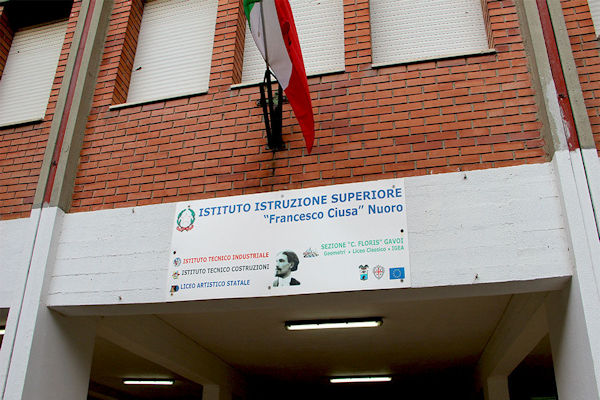 ISTITUTO ISTRUZIONE SUPERIORE
"Francesco Ciusa" Nuoro
ISTITUTO TECNICO INDUSTRIALE
ISTITUTO TECNICO COSTRUZIONI
LICEO ARTISTICO STATALE
SEZIONE "C. FLORIS" GAVOI
Geometri • Liceo Classico • IGEA